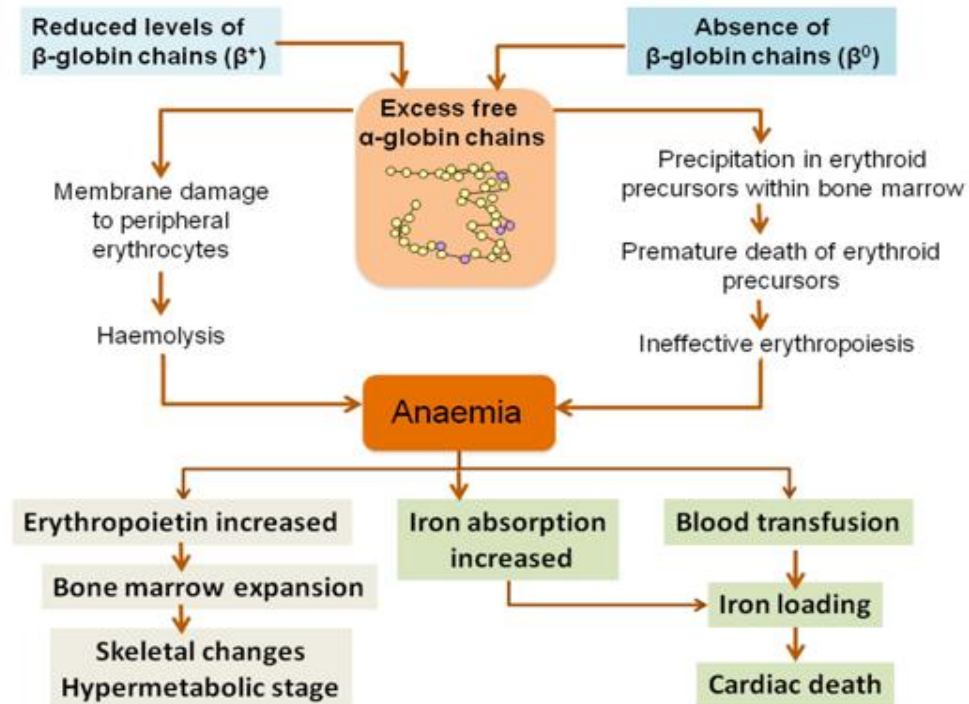 Reduced levels of
β-globin chains (β⁺)
Absence of
β-globin chains (β⁰)
Excess free
α-globin chains
Membrane damage
to peripheral
erythrocytes
Haemolysis
Precipitation in erythroid
precursors within bone marrow
Premature death of erythroid
precursors
Ineffective erythropoiesis
Anaemia
Erythropoietin increased
Bone marrow expansion
Skeletal changes
Hypermetabolic stage
Iron absorption
increased
Blood transfusion
Iron loading
Cardiac death